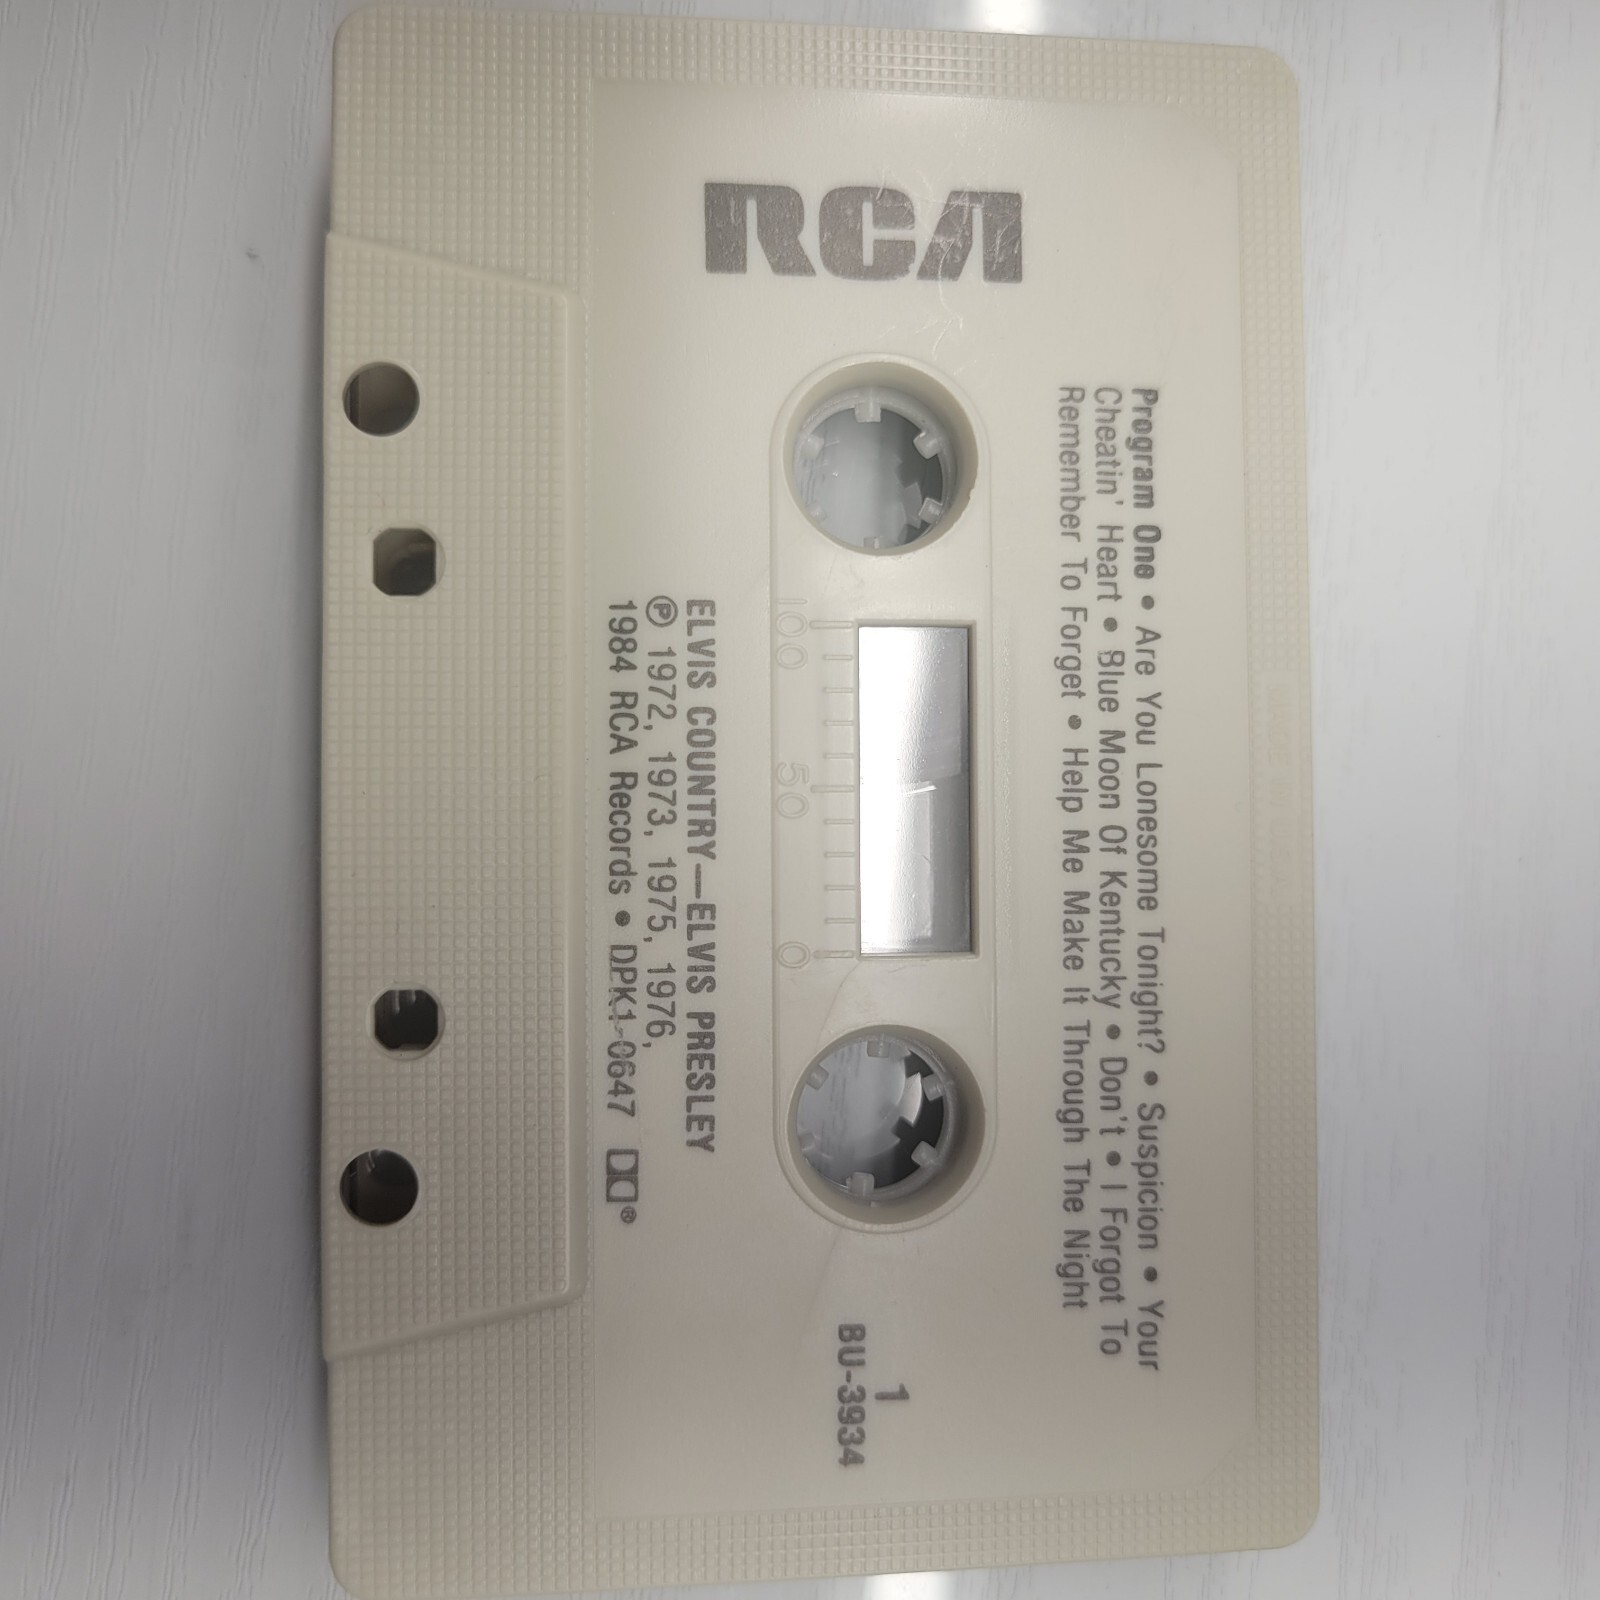 RCA
Program One • Are You Lonesome Tonight? • Suspicion • Your
Cheatin' Heart • Blue Moon Of Kentucky • Don't • I Forgot To
Remember To Forget • Help Me Make It Through The Night
100 50 0
1
BU-3934
ELVIS COUNTRY—ELVIS PRESLEY
℗ 1972, 1973, 1975, 1976,
1984 RCA Records • DPK1-0647 ®